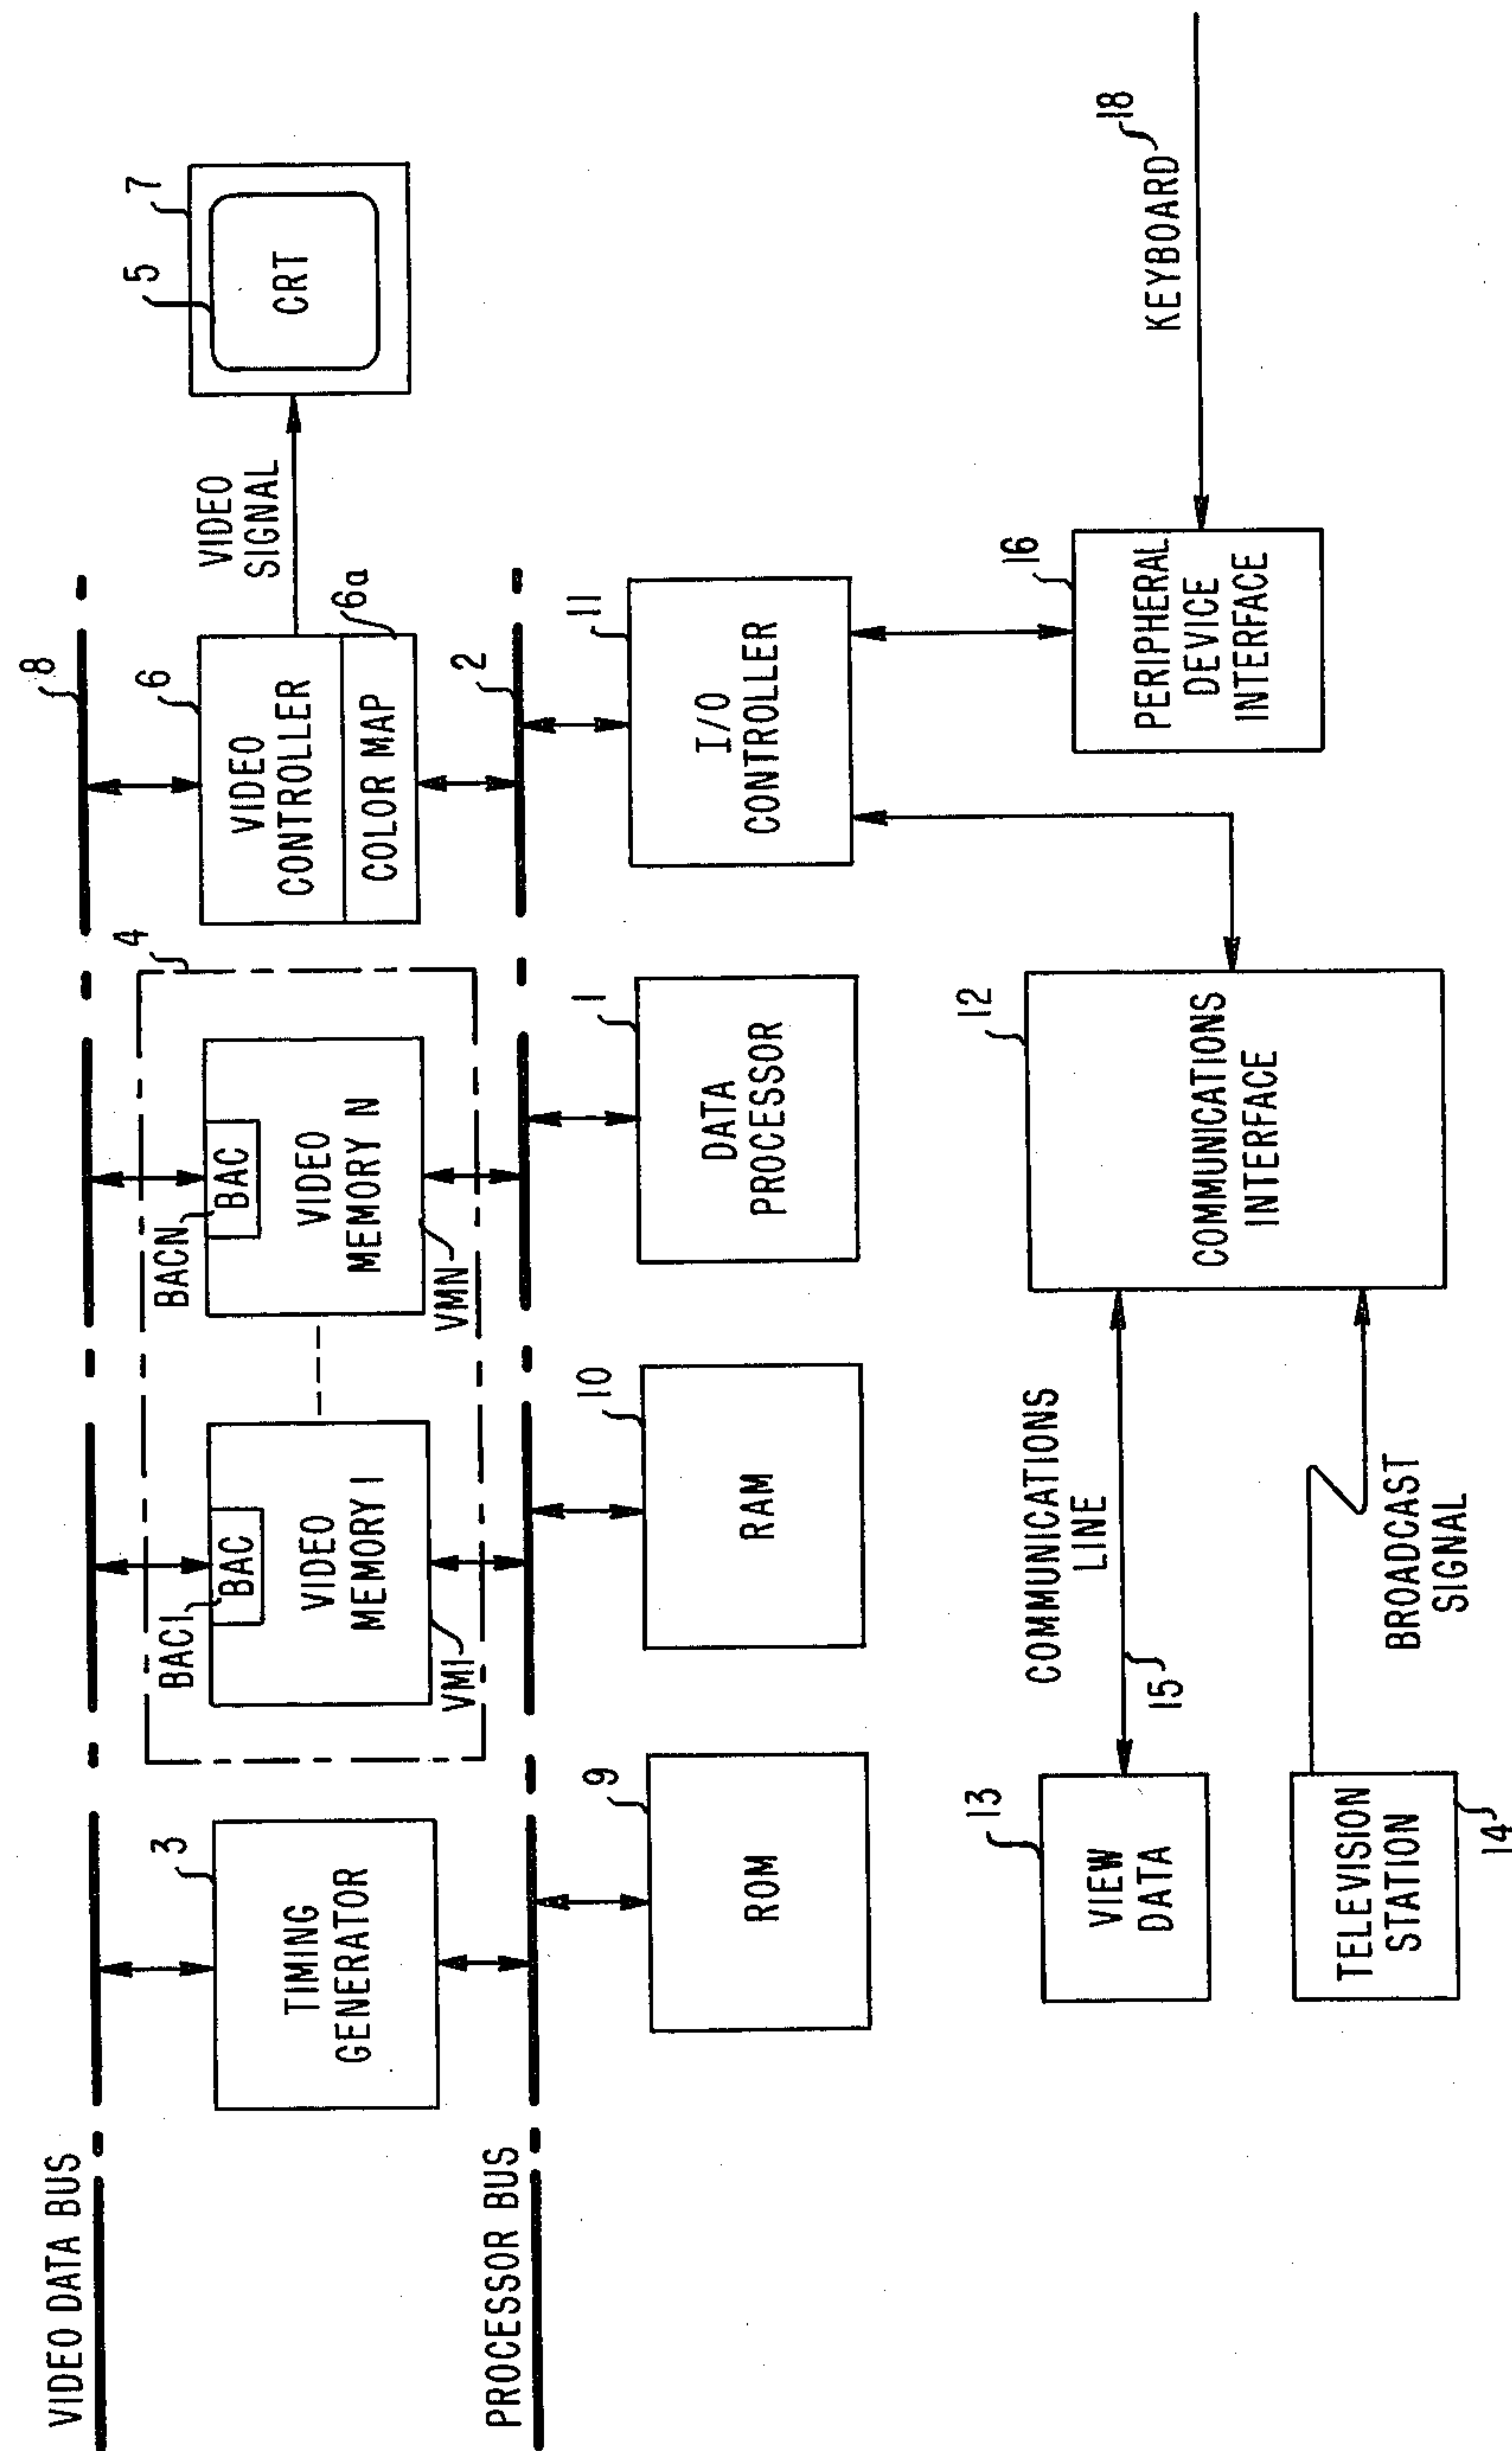 VIDEO DATA BUS
8
TIMING
GENERATOR
3
BAC1
BAC
VIDEO
MEMORY 1
VM1
BACN
BAC
VIDEO
MEMORY N
VMN
4
VIDEO
CONTROLLER
6
COLOR MAP
6a
VIDEO
SIGNAL
5
7
CRT
PROCESSOR BUS
2
ROM
9
RAM
10
DATA
PROCESSOR
1
I/O
CONTROLLER
11
VIEW
DATA
13
COMMUNICATIONS
LINE
15
TELEVISION
STATION
14
BROADCAST
SIGNAL
COMMUNICATIONS
INTERFACE
12
PERIPHERAL
DEVICE
INTERFACE
16
KEYBOARD
18